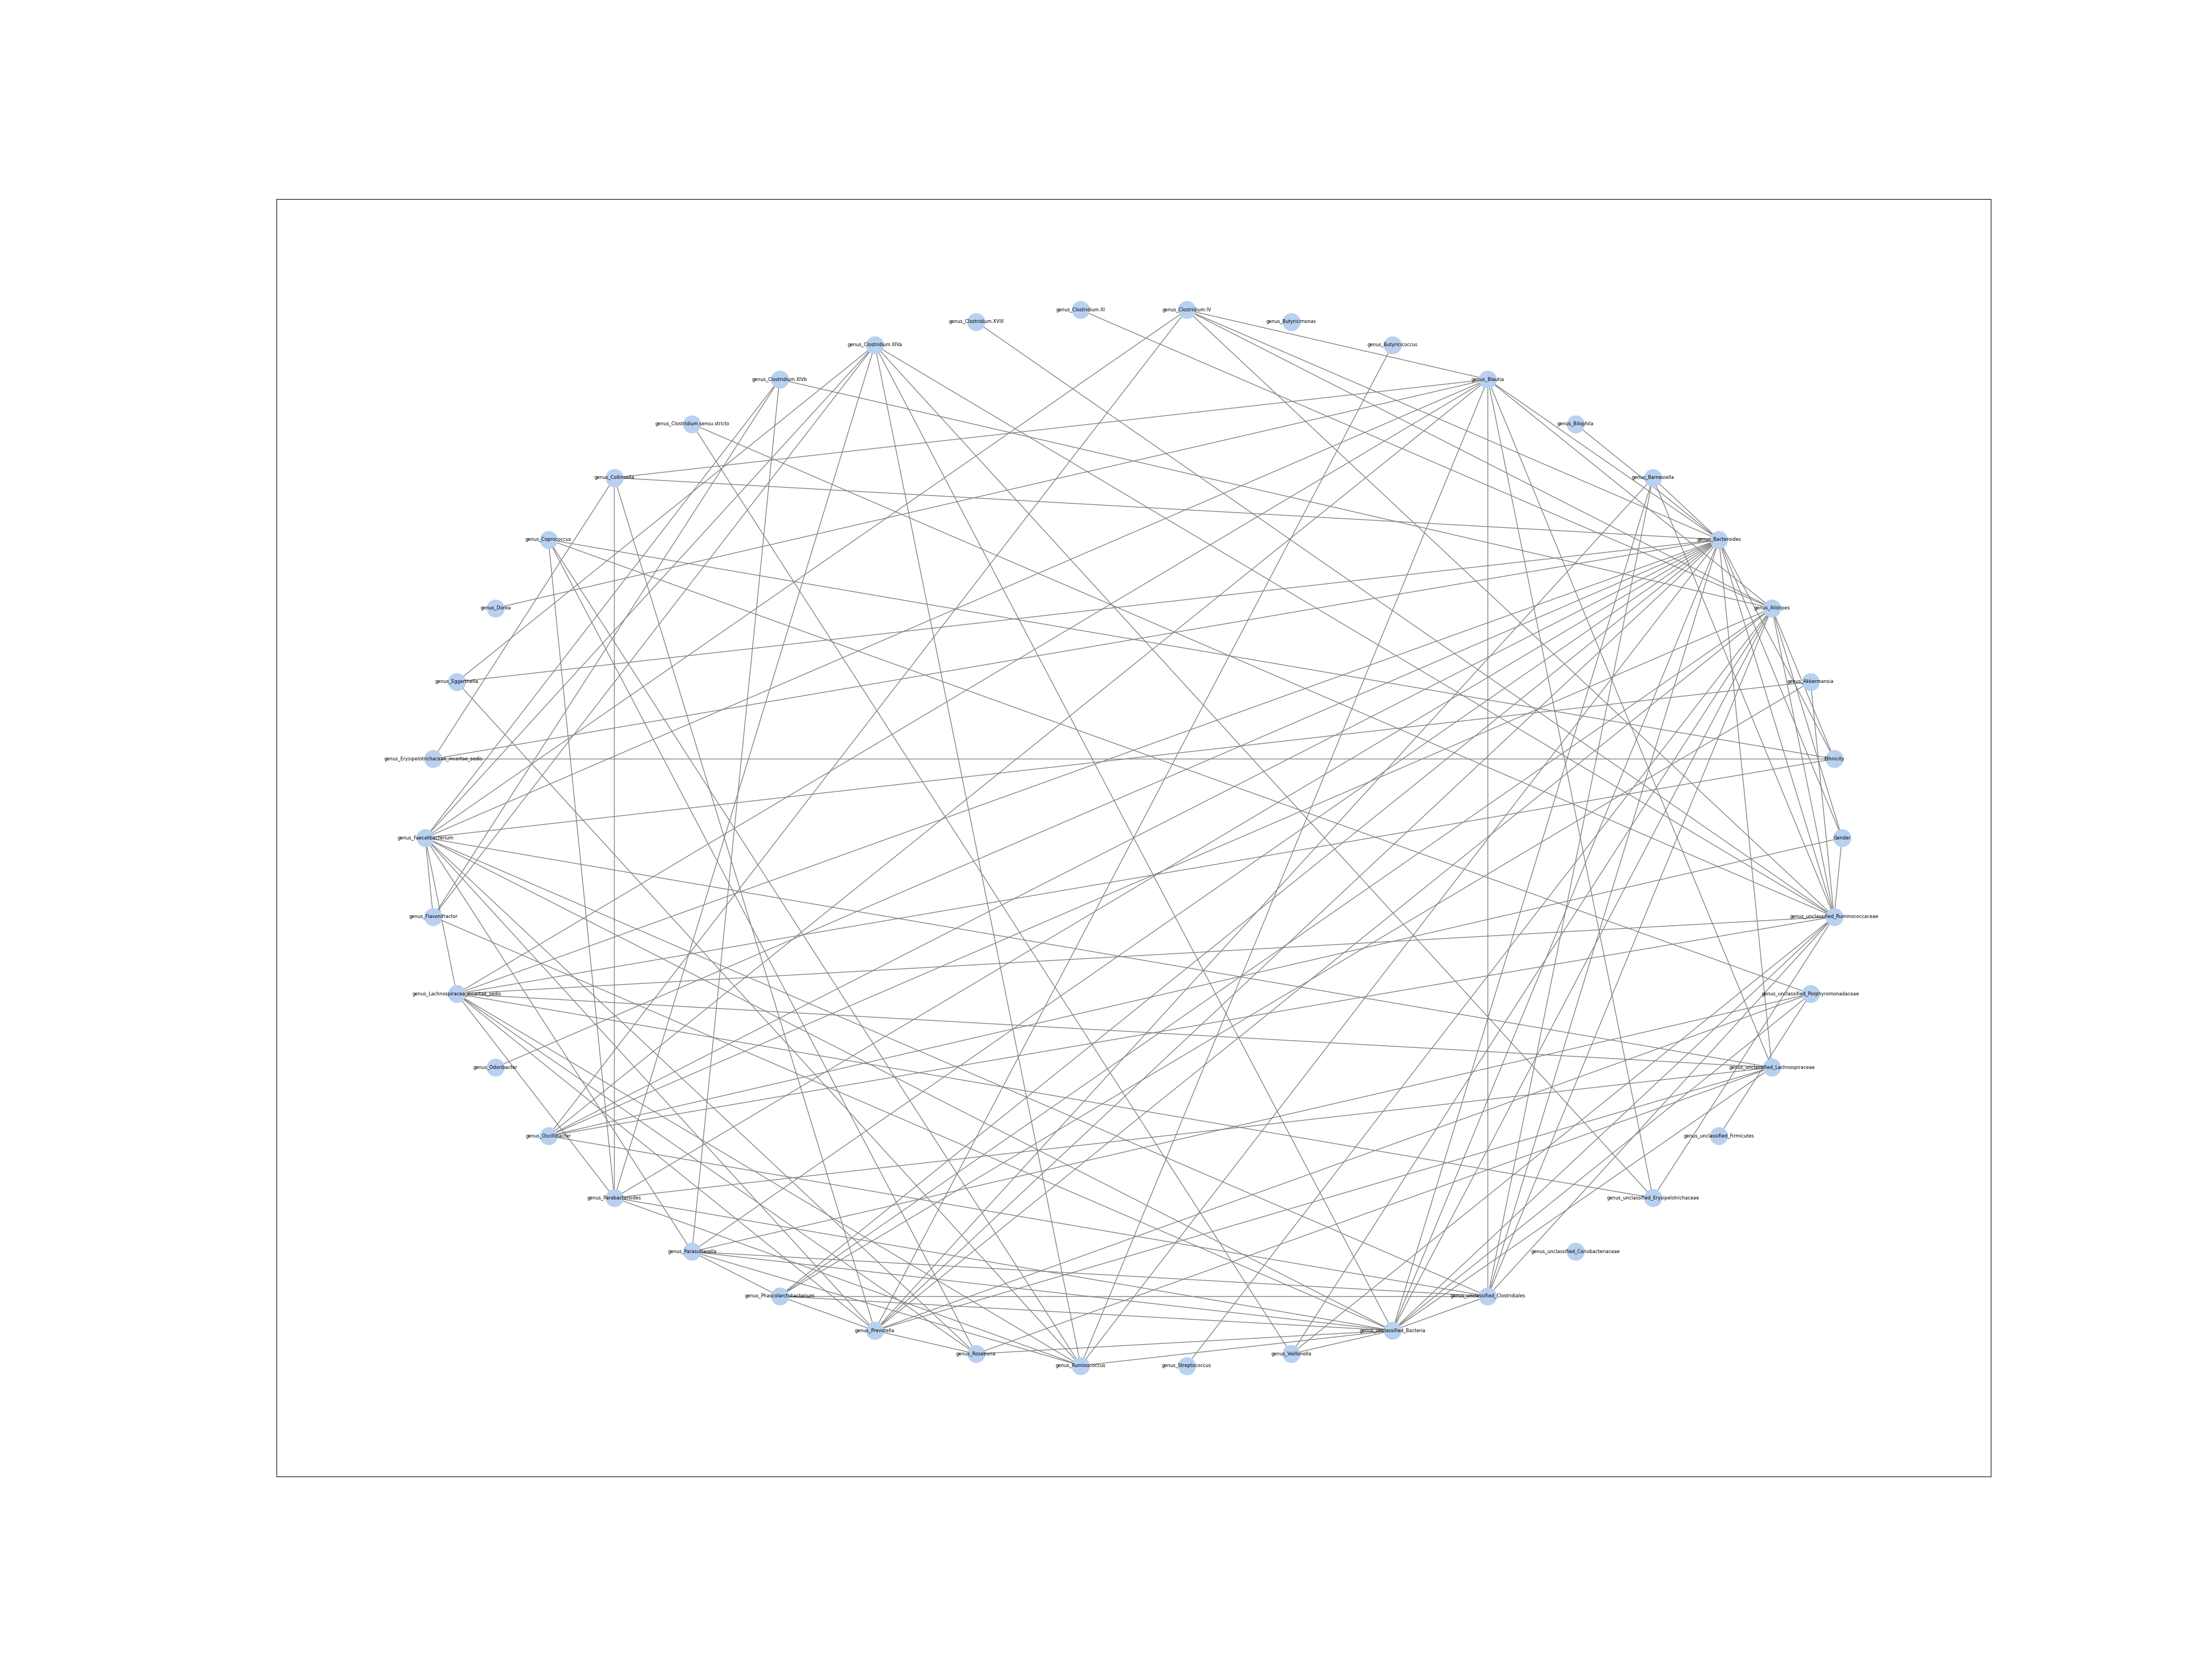 genus_Clostridium.XI
genus_Clostridium.IV
genus_Clostridium.XVIII
genus_Butyricimonas
genus_Clostridium.XlVa
genus_Butyricicoccus
genus_Clostridium.XlVb
genus_Blautia
genus_Clostridium.sensu.stricto
genus_Bilophila
genus_Collinsella
genus_Barnesiella
genus_Coprococcus
genus_Bacteroides
genus_Dorea
genus_Alistipes
genus_Eggerthella
genus_Akkermansia
genus_Erysipelotrichaceae_incertae_sedis
Ethnicity
genus_Faecalibacterium
Gender
genus_Flavonifractor
genus_unclassified_Ruminococcaceae
genus_Lachnospiracea_incertae_sedis
genus_unclassified_Porphyromonadaceae
genus_Odoribacter
genus_unclassified_Lachnospiraceae
genus_Oscillibacter
genus_unclassified_Firmicutes
genus_Parabacteroides
genus_unclassified_Erysipelotrichaceae
genus_Parasutterella
genus_unclassified_Coriobacteriaceae
genus_Phascolarctobacterium
genus_unclassified_Clostridiales
genus_Prevotella
genus_unclassified_Bacteria
genus_Roseburia
genus_Veillonella
genus_Ruminococcus
genus_Streptococcus